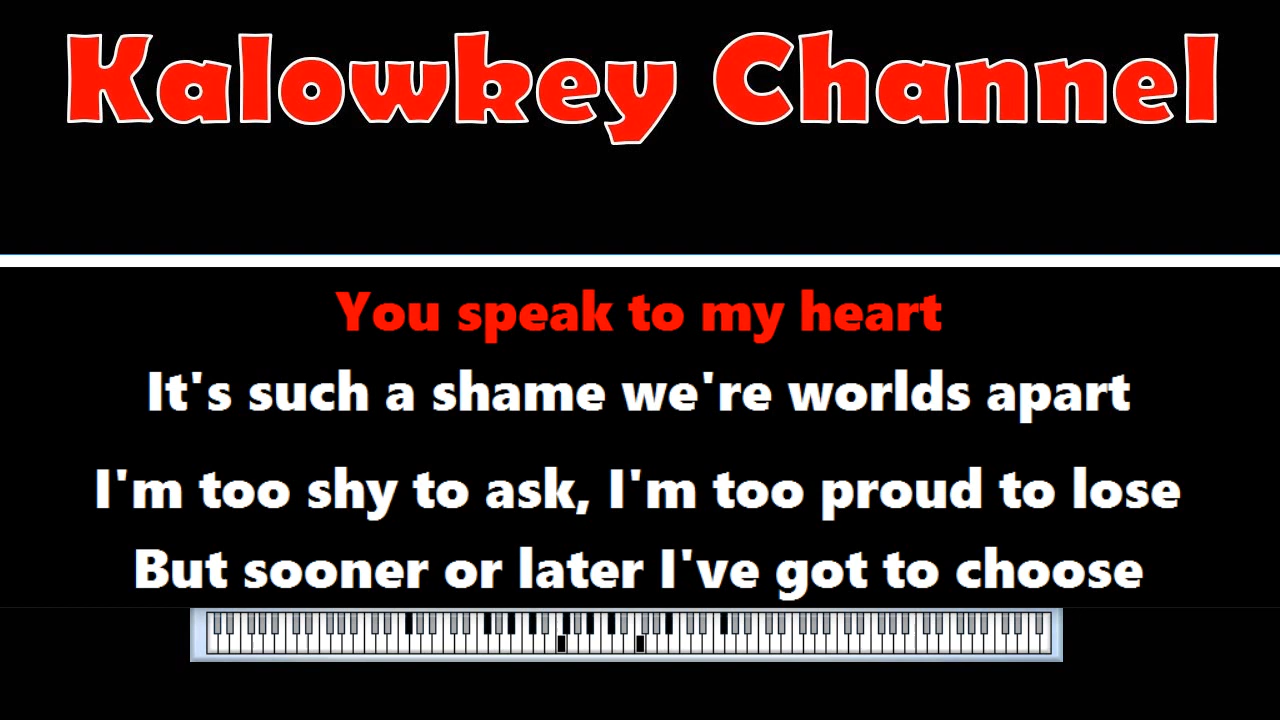 Kalowkey Channel
You speak to my heart
It's such a shame we're worlds apart
I'm too shy to ask, I'm too proud to lose
But sooner or later I've got to choose